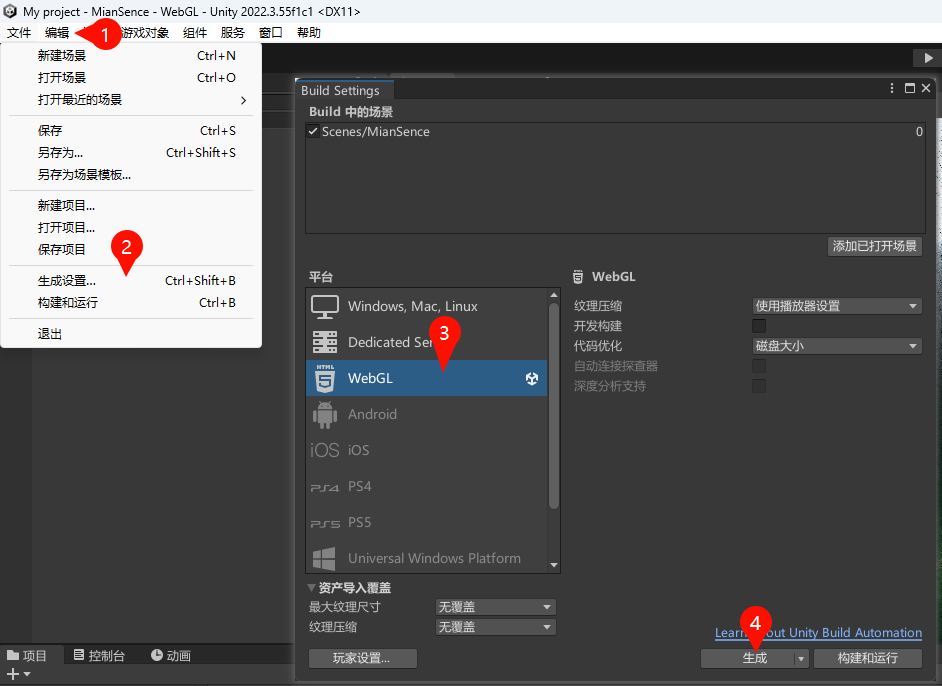 My project - MianSence - WebGL - Unity 2022.3.55f1c1 <DX11>
文件 编辑 游戏对象 组件 服务 窗口 帮助
1
新建场景 Ctrl+N
打开场景 Ctrl+O
打开最近的场景
保存 Ctrl+S
另存为... Ctrl+Shift+S
另存为场景模板...
新建项目...
打开项目...
保存项目
2
生成设置... Ctrl+Shift+B
构建和运行 Ctrl+B
退出
Build Settings
Build 中的场景
Scenes/MianSence 0
添加已打开场景
平台
Windows, Mac, Linux
Dedicated Ser
3
HTML
5
WebGL
Android
iOS iOS
PS4 PS4
PS5 PS5
Universal Windows Platform
WebGL
纹理压缩 使用播放器设置
开发构建
代码优化 磁盘大小
自动连接探查器
深度分析支持
资产导入覆盖
最大纹理尺寸 无覆盖
纹理压缩 无覆盖
玩家设置...
4
Learn out Unity Build Automation
生成 构建和运行
项目 控制台 动画